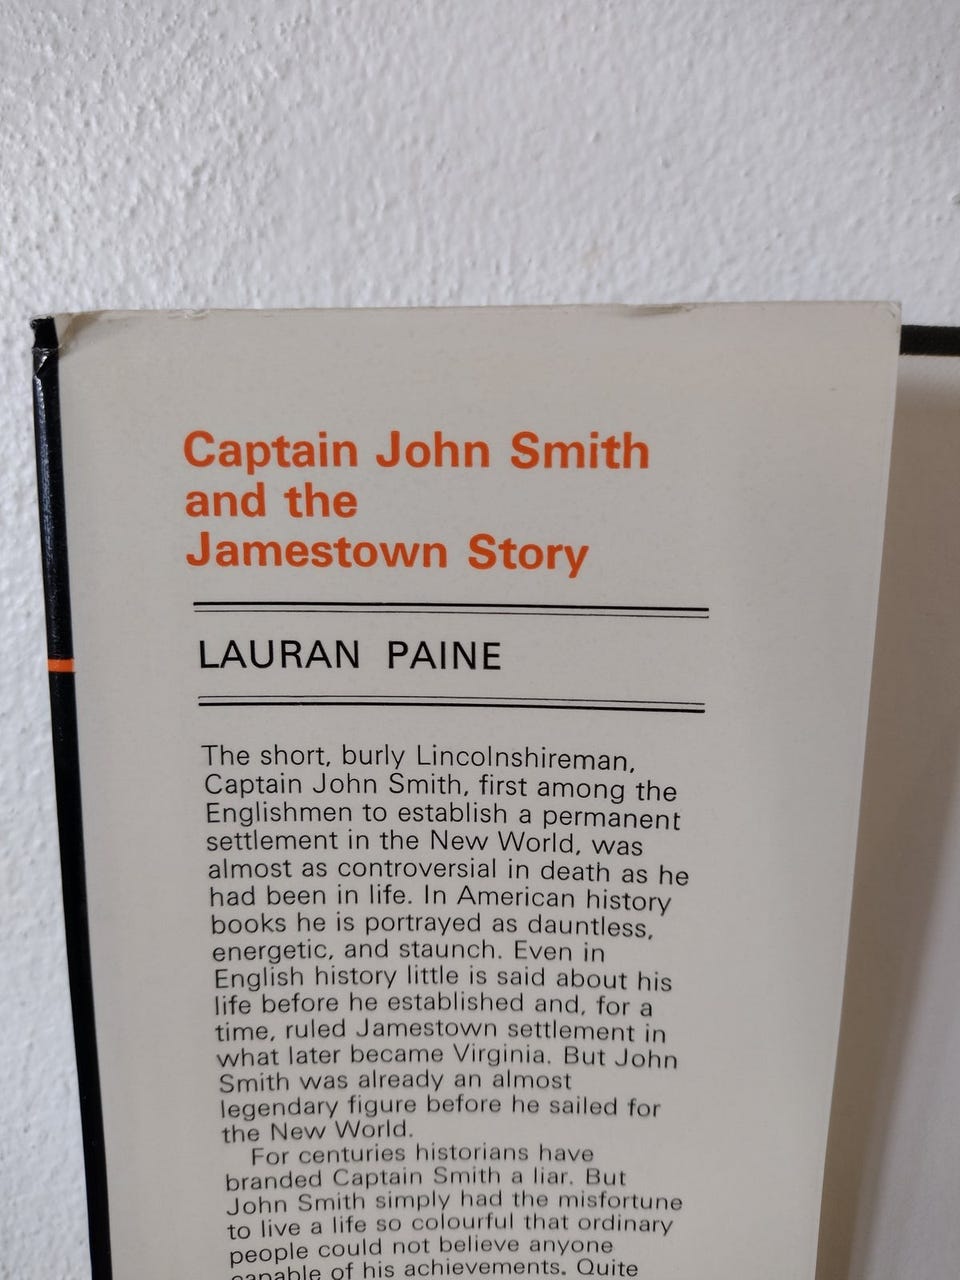 Captain John Smith
and the
Jamestown Story
LAURAN PAINE
The short, burly Lincolnshireman,
Captain John Smith, first among the
Englishmen to establish a permanent
settlement in the New World, was
almost as controversial in death as he
had been in life. In American history
books he is portrayed as dauntless,
energetic, and staunch. Even in
English history little is said about his
life before he established and, for a
time, ruled Jamestown settlement in
what later became Virginia. But John
Smith was already an almost
legendary figure before he sailed for
the New World.
For centuries historians have
branded Captain Smith a liar. But
John Smith simply had the misfortune
to live a life so colourful that ordinary
people could not believe anyone
capable of his achievements. Quite